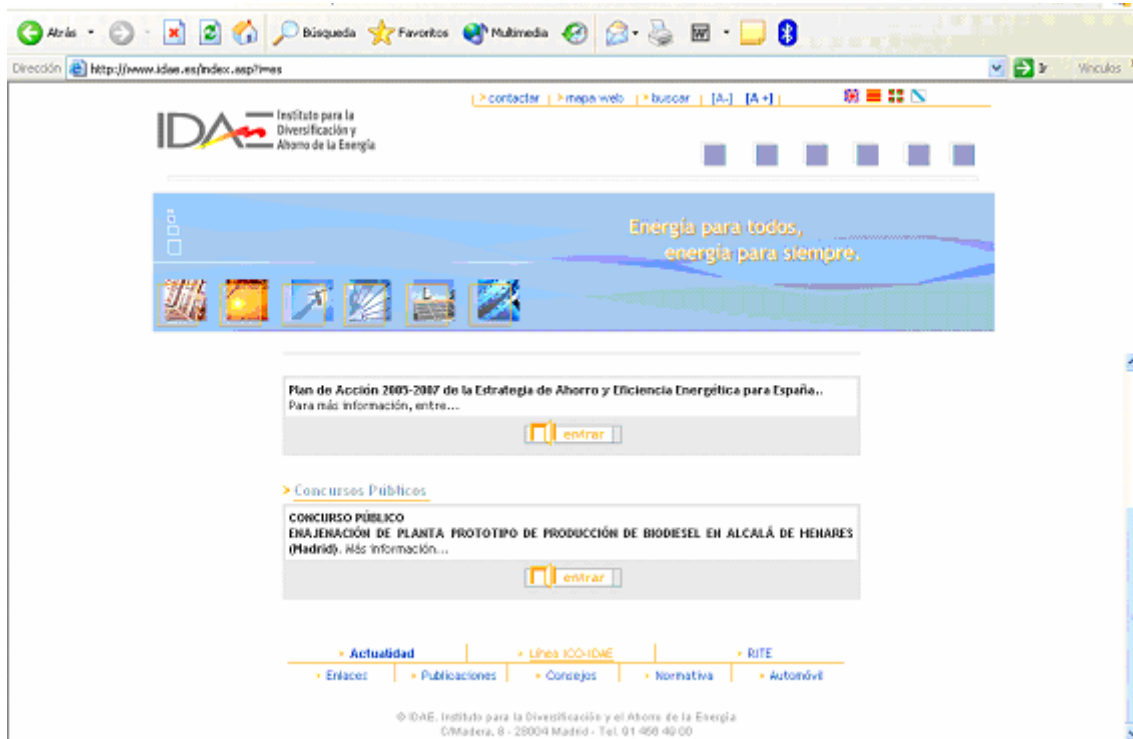 Atrás Búsqueda Favoritos Multimedia
Dirección http://www.idae.es/index.asp?i=es Ir Vínculos
> contactar | > mapa web | > buscar | [A-] [A+] |
IDAE
Instituto para la
Diversificación y
Ahorro de la Energía
Energía para todos,
energía para siempre.
Plan de Acción 2005-2007 de la Estrategia de Ahorro y Eficiencia Energética para España..
Para más información, entre...
entrar
> Concursos Públicos
CONCURSO PÚBLICO
ENAJENACIÓN DE PLANTA PROTOTIPO DE PRODUCCIÓN DE BIODIESEL EN ALCALÁ DE HENARES
(Madrid). Más información...
entrar
Actualidad Línea ICO-IDAE RITE
Enlaces Publicaciones Consejos Normativa Automóvil
© IDAE, Instituto para la Diversificación y el Ahorro de la Energía
C/Madera, 8 - 28004 Madrid - Tel. 91 456 49 00